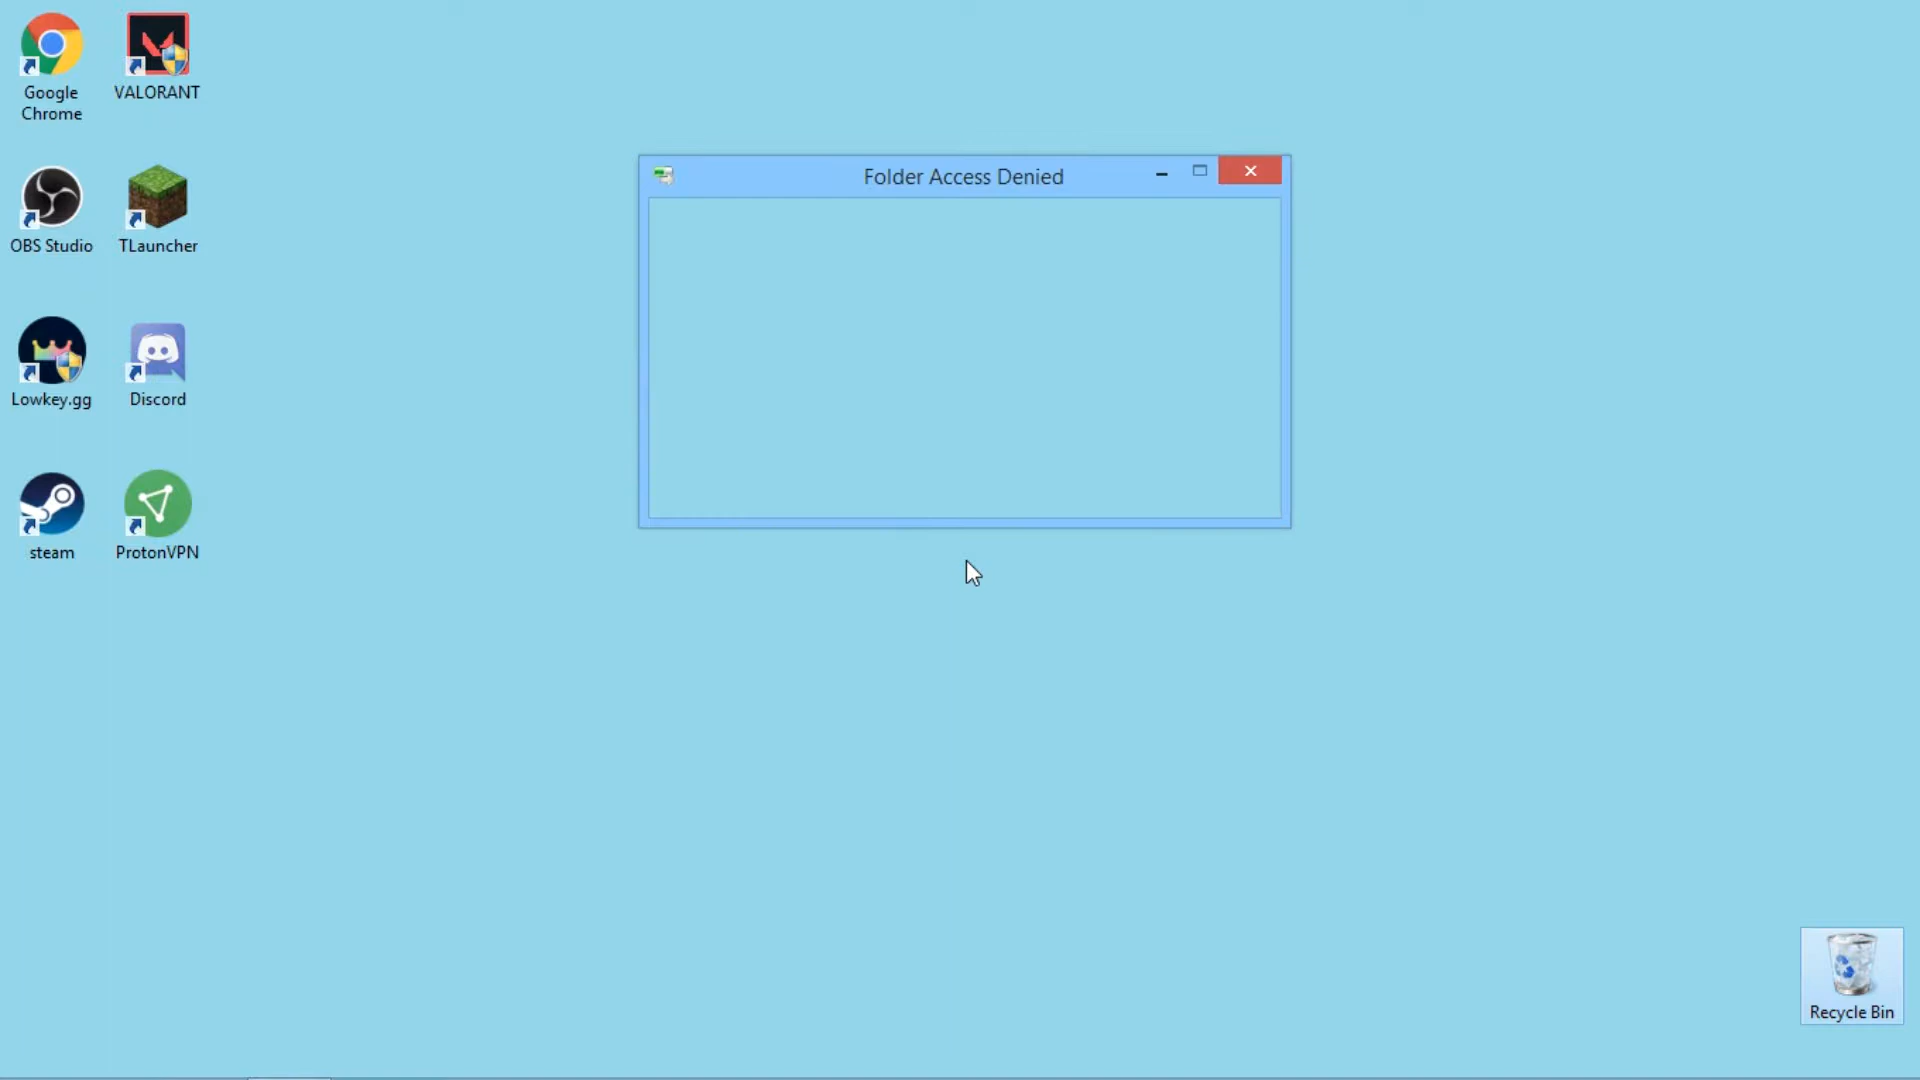 Google
Chrome
VALORANT
OBS Studio
TLauncher
Lowkey.gg
Discord
steam
ProtonVPN
Folder Access Denied
Recycle Bin